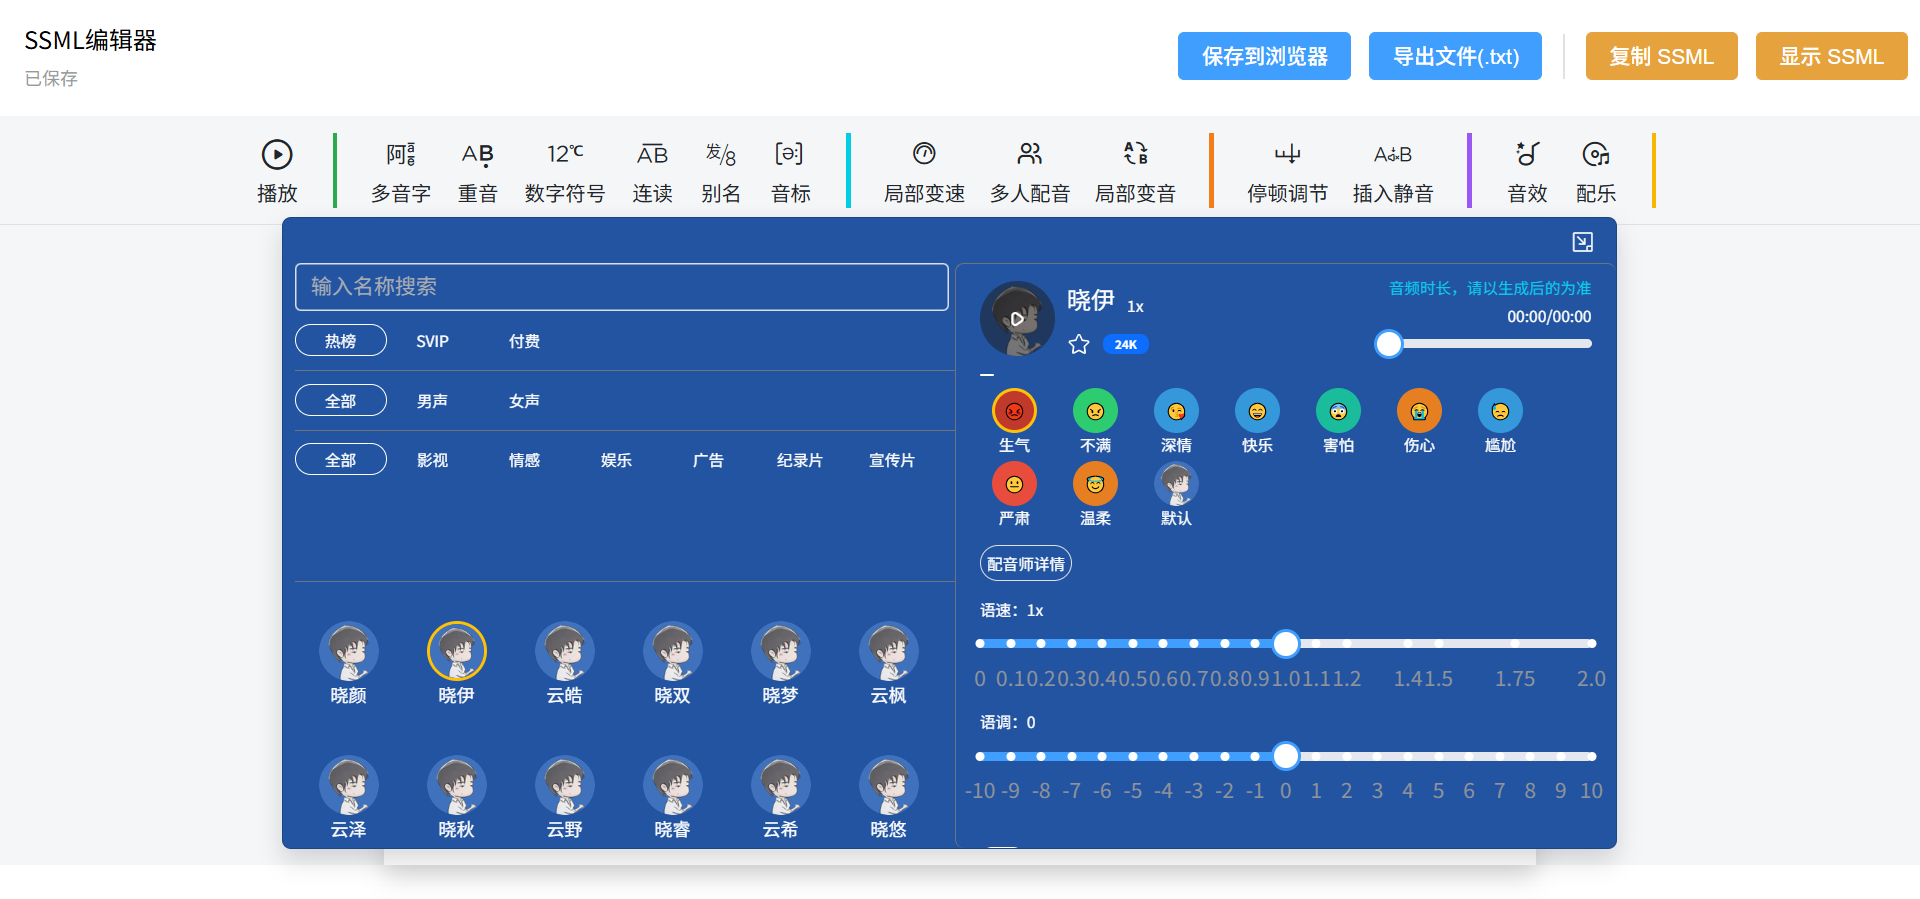 SSML编辑器
已保存
保存到浏览器 导出文件(.txt) 复制 SSML 显示 SSML
播放 多音字 重音 数字符号 连读 别名 音标 局部变速 多人配音 局部变音 停顿调节 插入静音 音效 配乐
输入名称搜索
热榜 SVIP 付费
全部 男声 女声
全部 影视 情感 娱乐 广告 纪录片 宣传片
晓颜 晓伊 云皓 晓双 晓梦 云枫
云泽 晓秋 云野 晓睿 云希 晓悠
晓伊 1x
24K
音频时长，请以生成后的为准
00:00/00:00
生气 不满 深情 快乐 害怕 伤心 尴尬
严肃 温柔 默认
配音师详情
语速：1x
0 0.1 0.2 0.3 0.4 0.5 0.6 0.7 0.8 0.9 1.0 1.1 1.2 1.4 1.5 1.75 2.0
语调：0
-10 -9 -8 -7 -6 -5 -4 -3 -2 -1 0 1 2 3 4 5 6 7 8 9 10